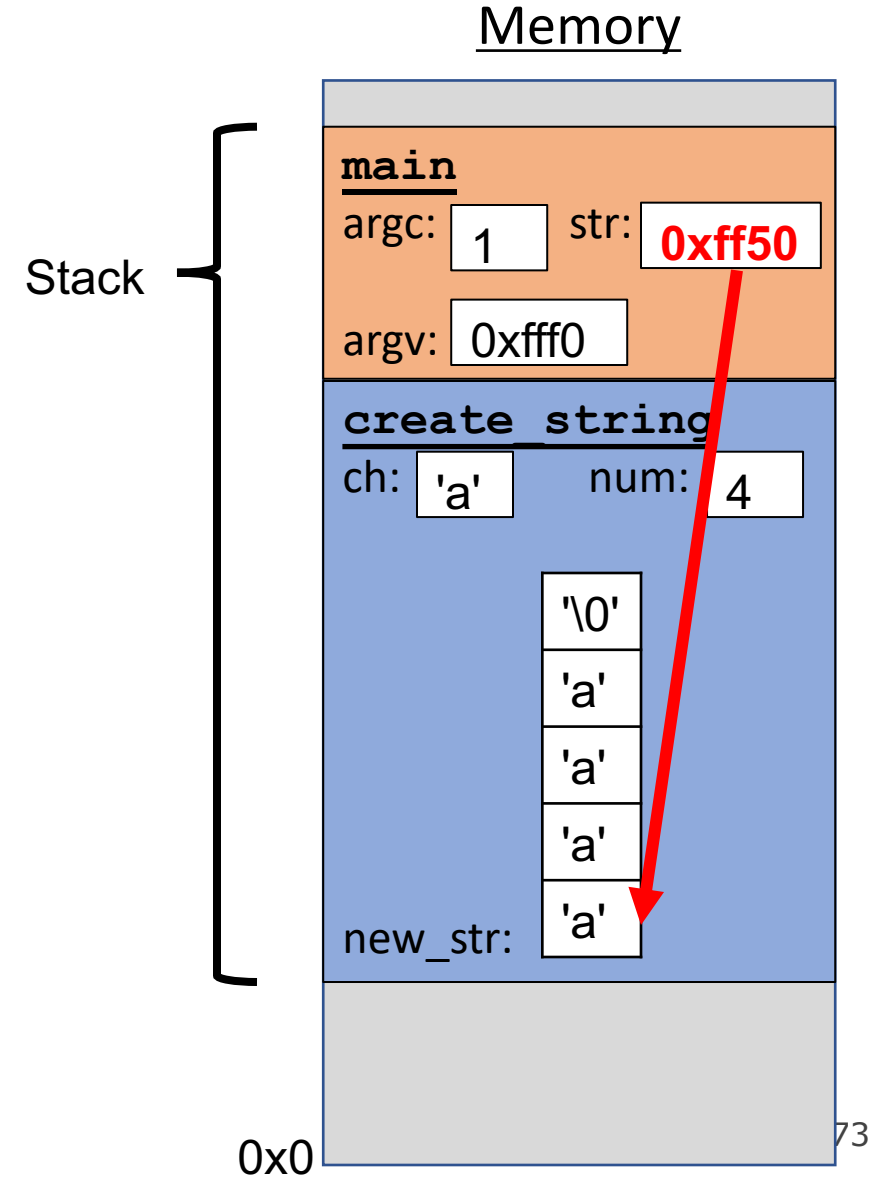 Memory
main
argc: 1 str: 0xff50
Stack
argv: 0xfff0
create_string
ch: 'a' num: 4
'\0'
'a'
'a'
'a'
new_str: 'a'
73
0x0